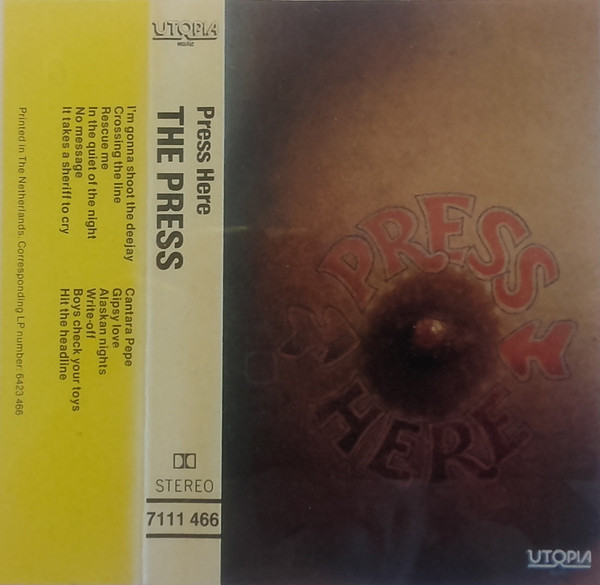 I'm gonna shoot the deejay
Crossing the line
Rescue me
In the quiet of the night
No message
It takes a sheriff to cry
Cantara Pepe
Gipsy love
Alaskan nights
Write-off
Boys check your toys
Hit the headline
Printed in The Netherlands. Corresponding LP number: 6423 466
UTOPIA
Press Here
THE PRESS
STEREO
7111 466
PRESS
HERE
UTOPIA